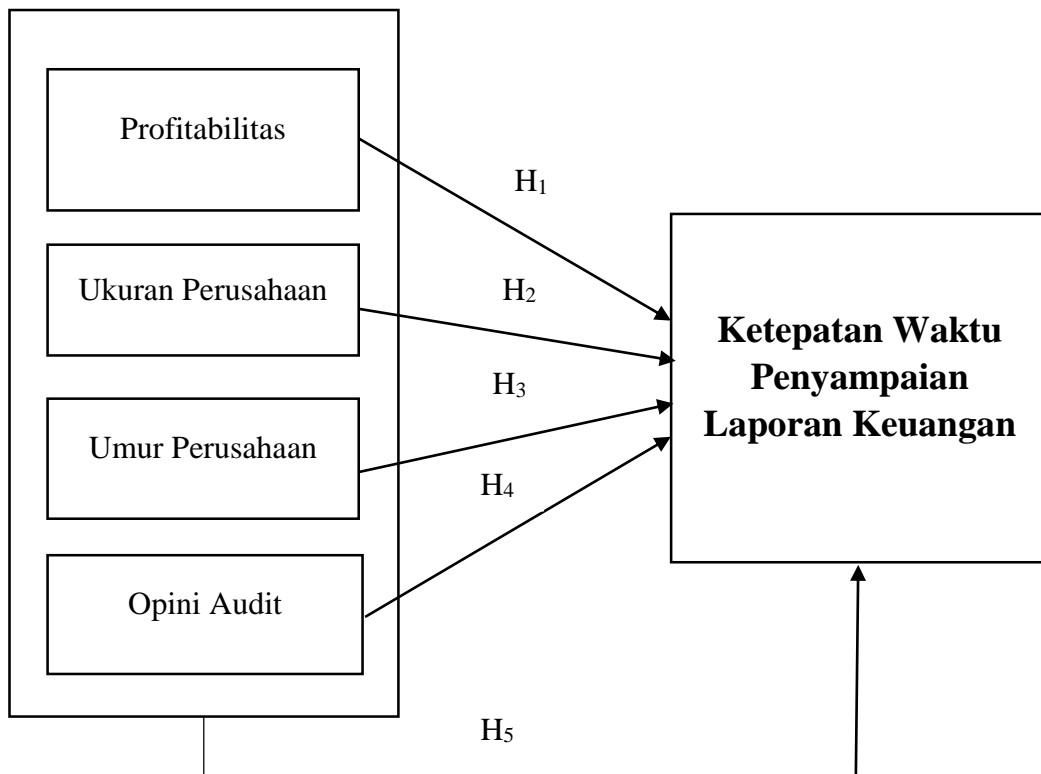 Profitabilitas
H₁
Ukuran Perusahaan
H₂
Ketepatan Waktu
Penyampaian
Laporan Keuangan
H₃
Umur Perusahaan
H₄
Opini Audit
H₅